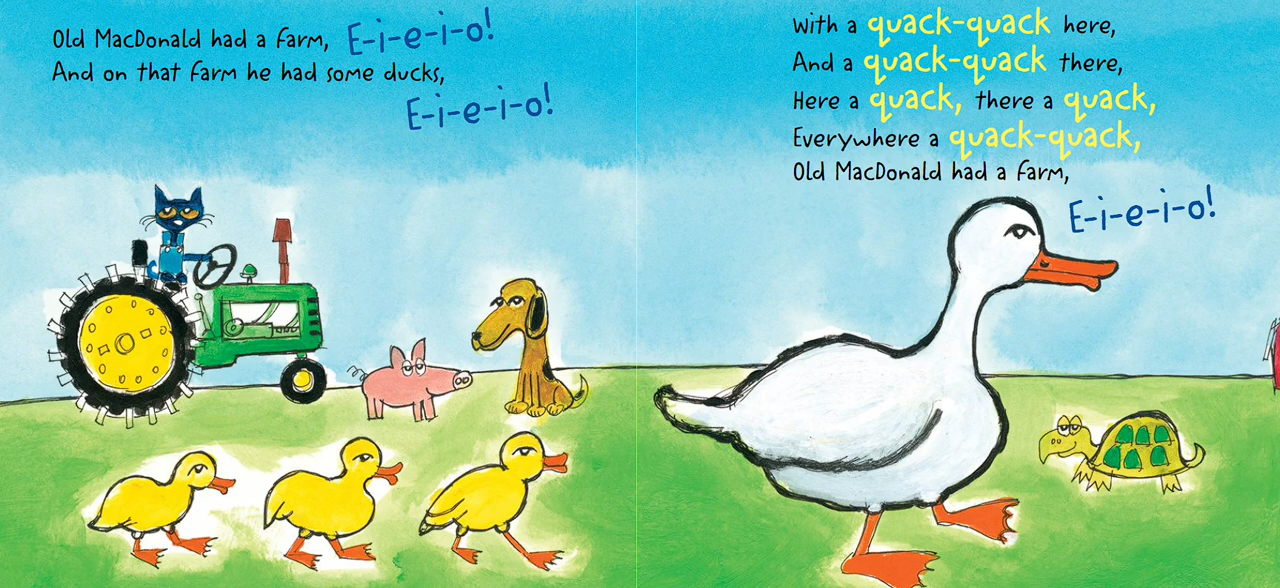 Old MacDonald had a farm, E-i-e-i-o!
And on that farm he had some ducks,
E-i-e-i-o!
With a quack-quack here,
And a quack-quack there,
Here a quack, there a quack,
Everywhere a quack-quack,
Old MacDonald had a farm,
E-i-e-i-o!